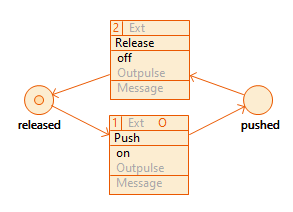 2 Ext
Release
off
Outpulse
Message
released
pushed
1 Ext O
Push
on
Outpulse
Message